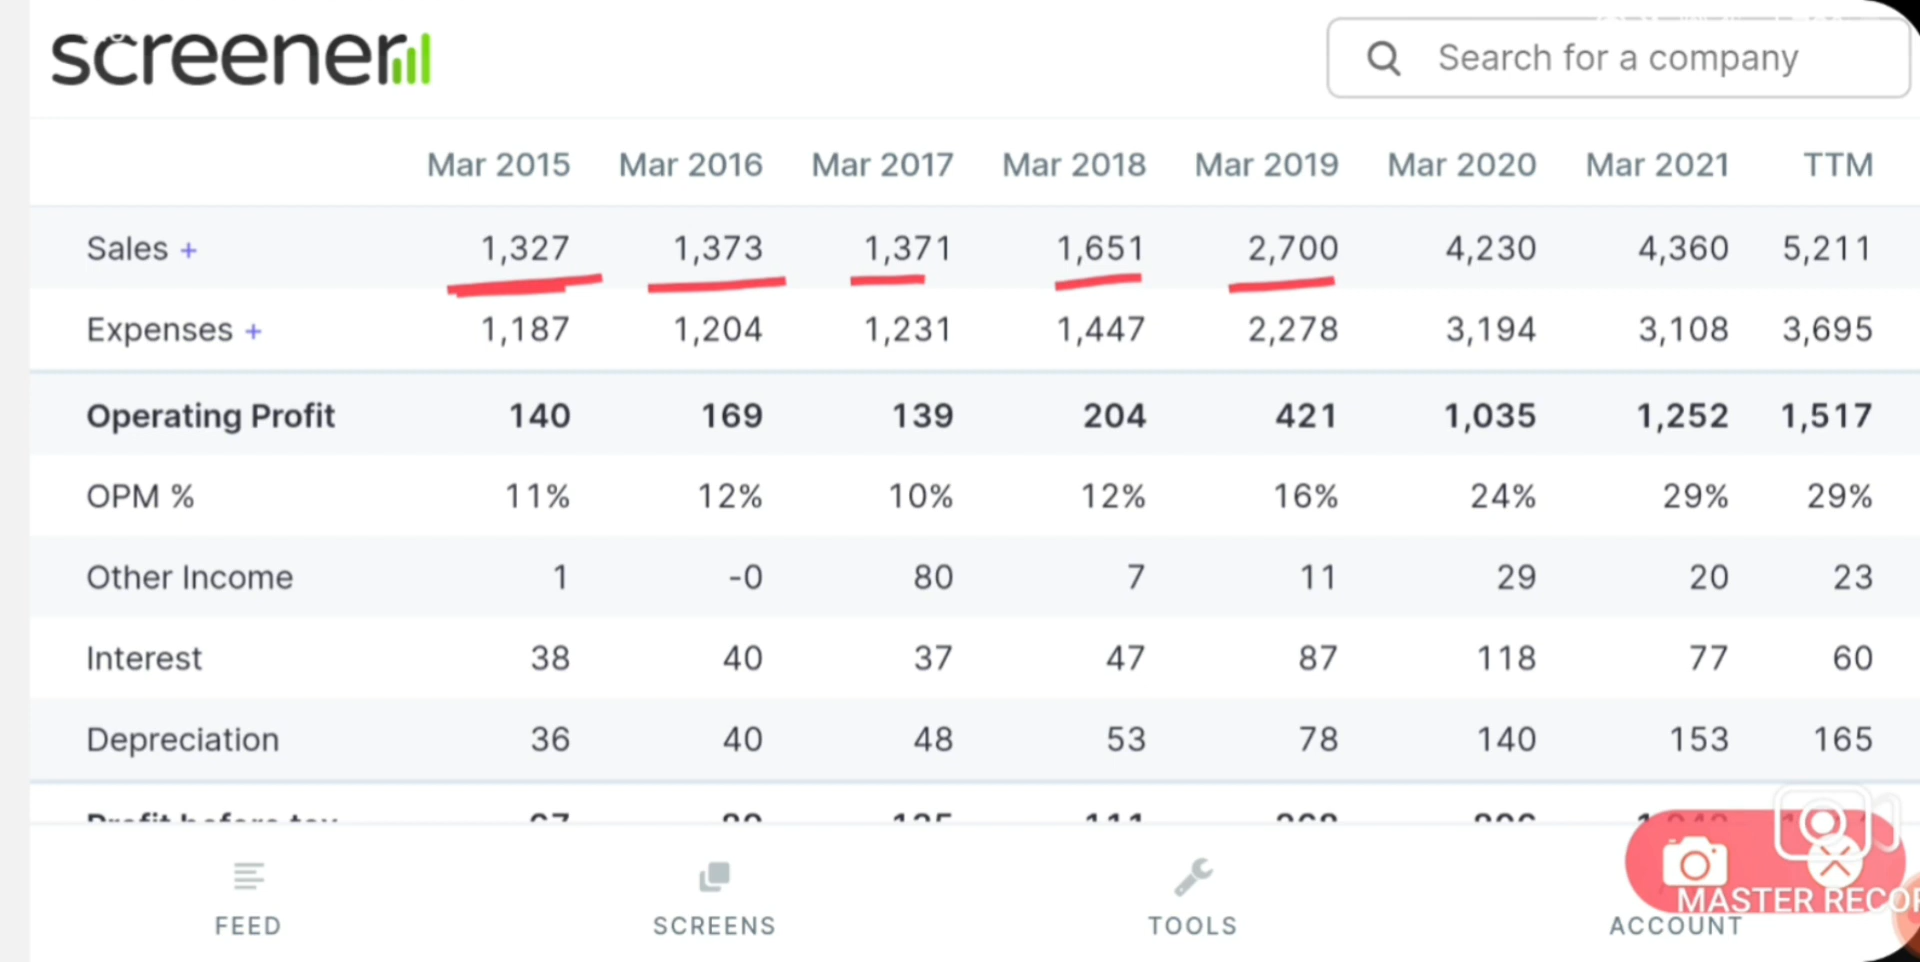 screener
Search for a company
Mar 2015 Mar 2016 Mar 2017 Mar 2018 Mar 2019 Mar 2020 Mar 2021 TTM
Sales + 1,327 1,373 1,371 1,651 2,700 4,230 4,360 5,211
Expenses + 1,187 1,204 1,231 1,447 2,278 3,194 3,108 3,695
Operating Profit 140 169 139 204 421 1,035 1,252 1,517
OPM % 11% 12% 10% 12% 16% 24% 29% 29%
Other Income 1 -0 80 7 11 29 20 23
Interest 38 40 37 47 87 118 77 60
Depreciation 36 40 48 53 78 140 153 165
Profit before tax
MASTER RECOR
FEED SCREENS TOOLS ACCOUNT